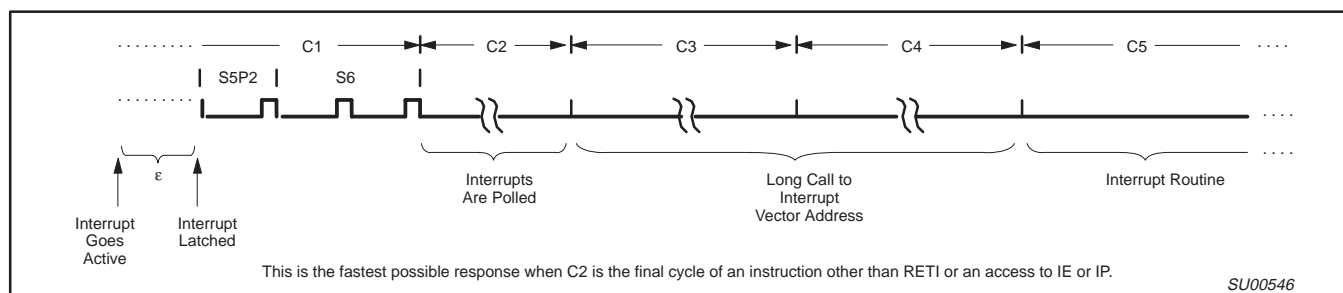 C1 C2 C3 C4 C5
S5P2 S6
ε
Interrupt
Goes
Active
Interrupt
Latched
Interrupts
Are Polled
Long Call to
Interrupt
Vector Address
Interrupt Routine
This is the fastest possible response when C2 is the final cycle of an instruction other than RETI or an access to IE or IP.
SU00546